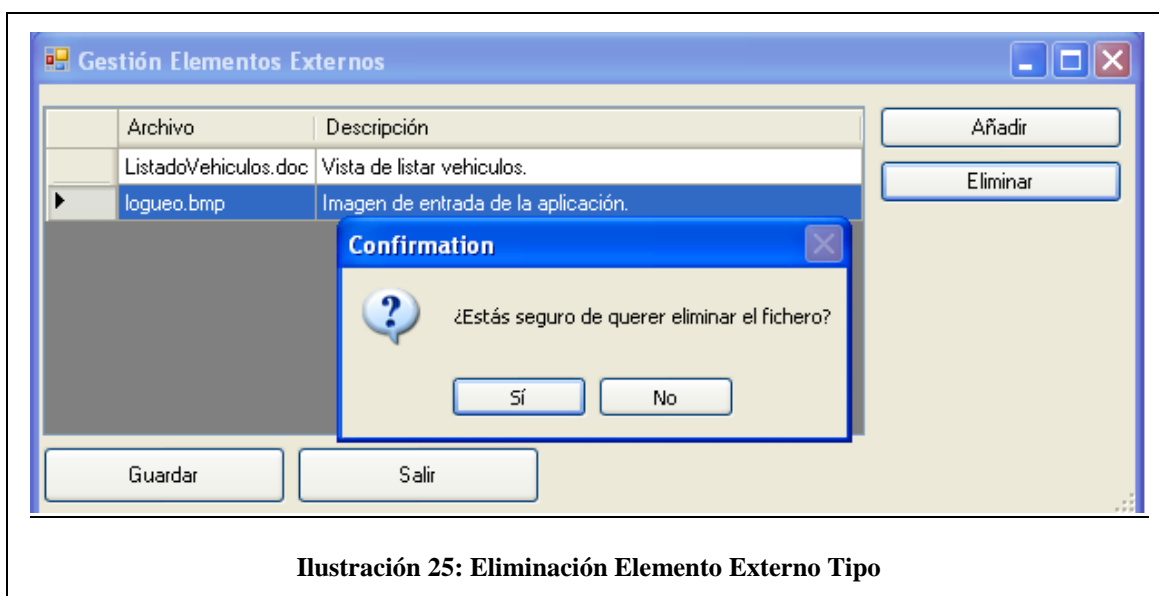 Gestión Elementos Externos
Archivo Descripción
Añadir
ListadoVehiculos.doc Vista de listar vehiculos.
Eliminar
logueo.bmp Imagen de entrada de la aplicación.
Confirmation
¿Estás seguro de querer eliminar el fichero?
Sí No
Guardar Salir
Ilustración 25: Eliminación Elemento Externo Tipo